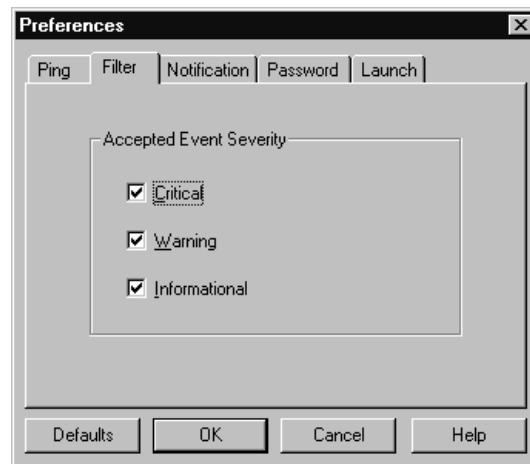 Preferences
Ping Filter Notification Password Launch
Accepted Event Severity
Critical
Warning
Informational
Defaults OK Cancel Help